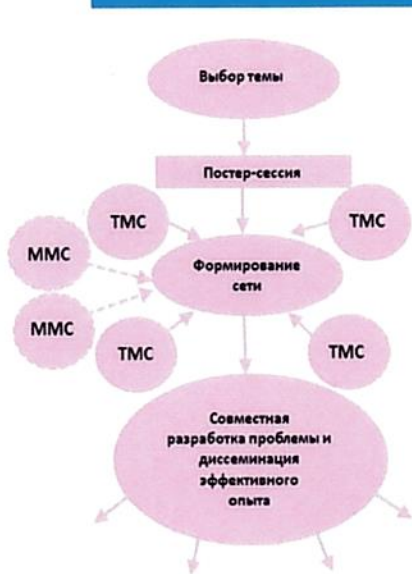 Выбор темы
Постер-сессия
ТМС
ТМС
ММС
Формирование
сети
ММС
ТМС
ТМС
Совместная
разработка проблемы и
диссеминация
эффективного
опыта